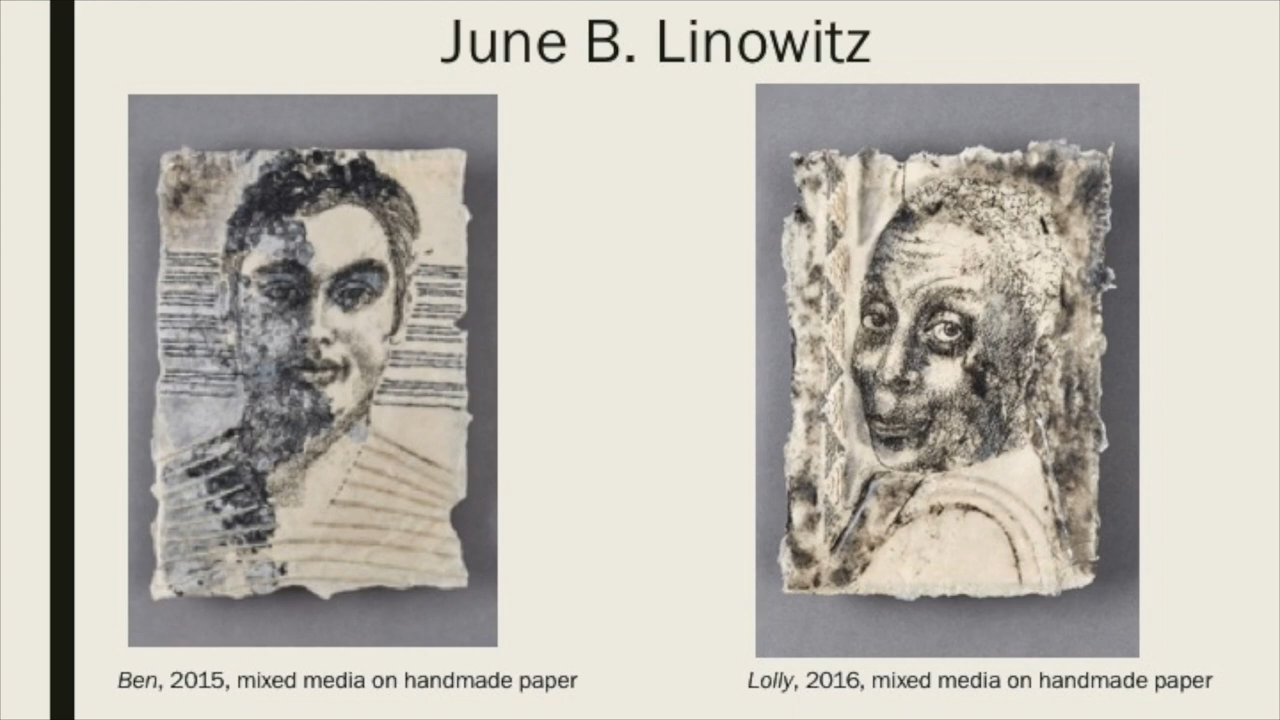 June B. Linowitz
Ben, 2015, mixed media on handmade paper
Lolly, 2016, mixed media on handmade paper